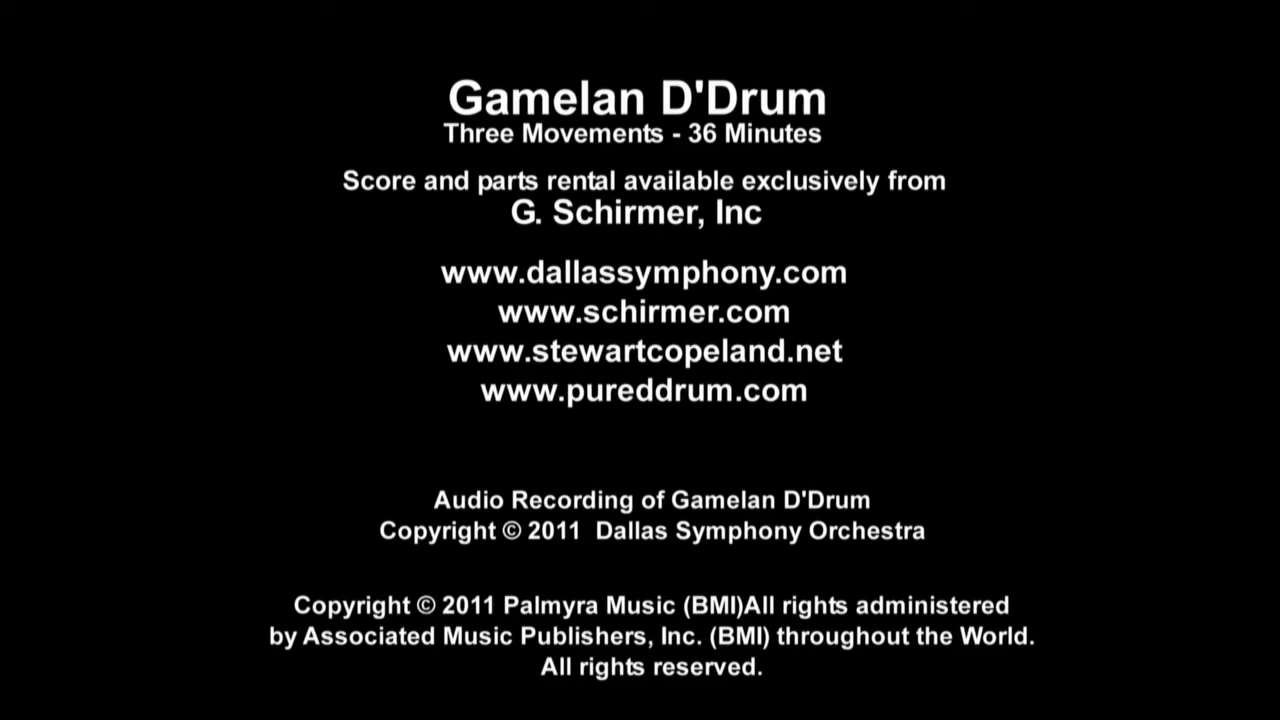 Gamelan D'Drum
Three Movements - 36 Minutes
Score and parts rental available exclusively from
G. Schirmer, Inc
www.dallassymphony.com
www.schirmer.com
www.stewartcopeland.net
www.pureddrum.com
Audio Recording of Gamelan D'Drum
Copyright © 2011 Dallas Symphony Orchestra
Copyright © 2011 Palmyra Music (BMI)All rights administered
by Associated Music Publishers, Inc. (BMI) throughout the World.
All rights reserved.